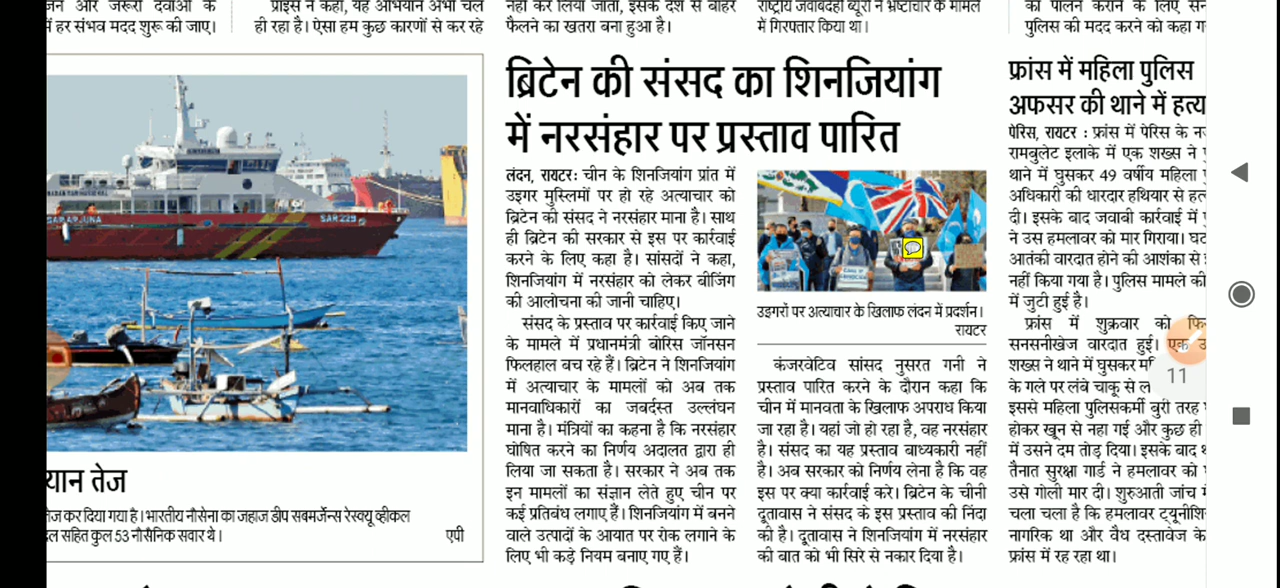 जन और जरूरी दवाओं के
में हर संभव मदद शुरू की जाए।
प्राइस ने कहा, यह अभियान अभी चल
ही रहा है। ऐसा हम कुछ कारणों से कर रहे
नहीं कर लिया जाता, इसके देश से बाहर
फैलने का खतरा बना हुआ है।
राष्ट्रीय जवाबदेही ब्यूरो ने भ्रष्टाचार के मामले
में गिरफ्तार किया था।
का पालन कराने के लिए
पुलिस की मदद करने को कहा
SAR ARJUNA
SAR 229
यान तेज
तेज कर दिया गया है। भारतीय नौसेना का जहाज डीप सबमर्जेन्स रेस्क्यू व्हीकल
सहित कुल 53 नौसैनिक सवार थे।
एपी
ब्रिटेन की संसद का शिनजियांग
में नरसंहार पर प्रस्ताव पारित
लंदन, रायटर: चीन के शिनजियांग प्रांत में
उइगर मुस्लिमों पर हो रहे अत्याचार को
ब्रिटेन की संसद ने नरसंहार माना है। साथ
ही ब्रिटेन की सरकार से इस पर कार्रवाई
करने के लिए कहा है। सांसदों ने कहा,
शिनजियांग में नरसंहार को लेकर बीजिंग
की आलोचना की जानी चाहिए।
संसद के प्रस्ताव पर कार्रवाई किए जाने
के मामले में प्रधानमंत्री बोरिस जॉनसन
फिलहाल बच रहे हैं। ब्रिटेन ने शिनजियांग
में अत्याचार के मामलों को अब तक
मानवाधिकारों का जबर्दस्त उल्लंघन
माना है। मंत्रियों का कहना है कि नरसंहार
घोषित करने का निर्णय अदालत द्वारा ही
लिया जा सकता है। सरकार ने अब तक
इन मामलों का संज्ञान लेते हुए चीन पर
कई प्रतिबंध लगाए हैं। शिनजियांग में बनने
वाले उत्पादों के आयात पर रोक लगाने के
लिए भी कड़े नियम बनाए गए हैं।
उइगरों पर अत्याचार के खिलाफ लंदन में प्रदर्शन।
रायटर
कंजरवेटिव सांसद नुसरत गनी ने
प्रस्ताव पारित करने के दौरान कहा कि
चीन में मानवता के खिलाफ अपराध किया
जा रहा है। यहां जो हो रहा है, वह नरसंहार
है। संसद का यह प्रस्ताव बाध्यकारी नहीं
है। अब सरकार को निर्णय लेना है कि वह
इस पर क्या कार्रवाई करे। ब्रिटेन के चीनी
दूतावास ने संसद के इस प्रस्ताव की निंदा
की है। दूतावास ने शिनजियांग में नरसंहार
की बात को भी सिरे से नकार दिया है।
फ्रांस में महिला पुलिस
अफसर की थाने में हत्या
पेरिस, रायटर : फ्रांस में पेरिस के
रामबुलेट इलाके में एक शख्स ने
थाने में घुसकर 49 वर्षीय महिला
अधिकारी की धारदार हथियार से
दी। इसके बाद जवाबी कार्रवाई में
ने उस हमलावर को मार गिराया।
आतंकी वारदात होने की आशंका से
नहीं किया गया है। पुलिस मामले की
में जुटी हुई है।
फ्रांस में शुक्रवार को
सनसनीखेज वारदात हुई। एक
शख्स ने थाने में घुसकर
के गले पर लंबे चाकू से
इससे महिला पुलिसकर्मी बुरी तरह
होकर खून से नहा गई और कुछ ही
में उसने दम तोड़ दिया। इसके बाद
तैनात सुरक्षा गार्ड ने हमलावर को
उसे गोली मार दी। शुरुआती जांच
चला चला है कि हमलावर ट्यूनीशि
नागरिक था और वैध दस्तावेज के
फ्रांस में रह रहा था।
11